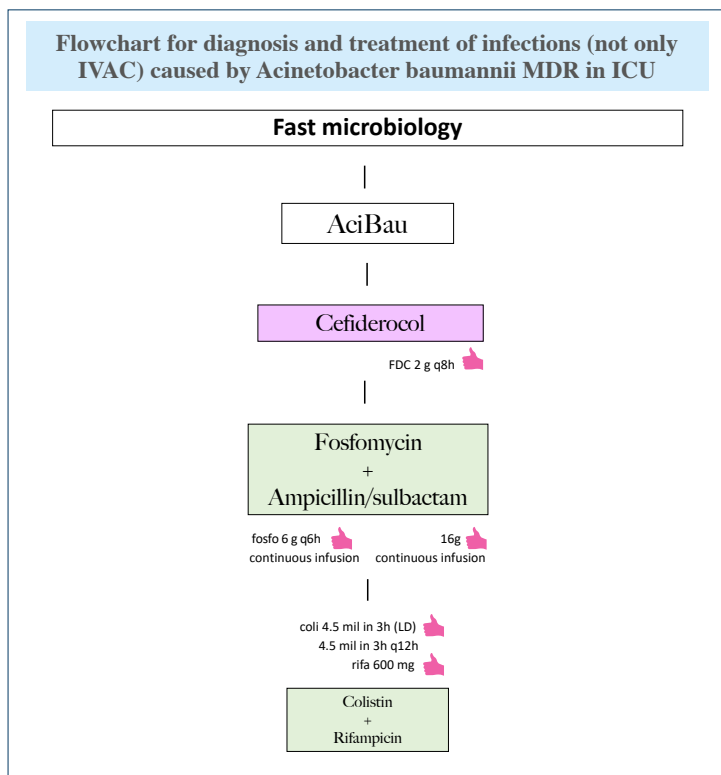 Flowchart for diagnosis and treatment of infections (not only
IVAC) caused by Acinetobacter baumannii MDR in ICU
Fast microbiology
AciBau
Cefiderocol
FDC 2 g q8h
Fosfomycin
+
Ampicillin/sulbactam
fosfo 6 g q6h
continuous infusion
16g
continuous infusion
coli 4.5 mil in 3h (LD)
4.5 mil in 3h q12h
rifa 600 mg
Colistin
+
Rifampicin